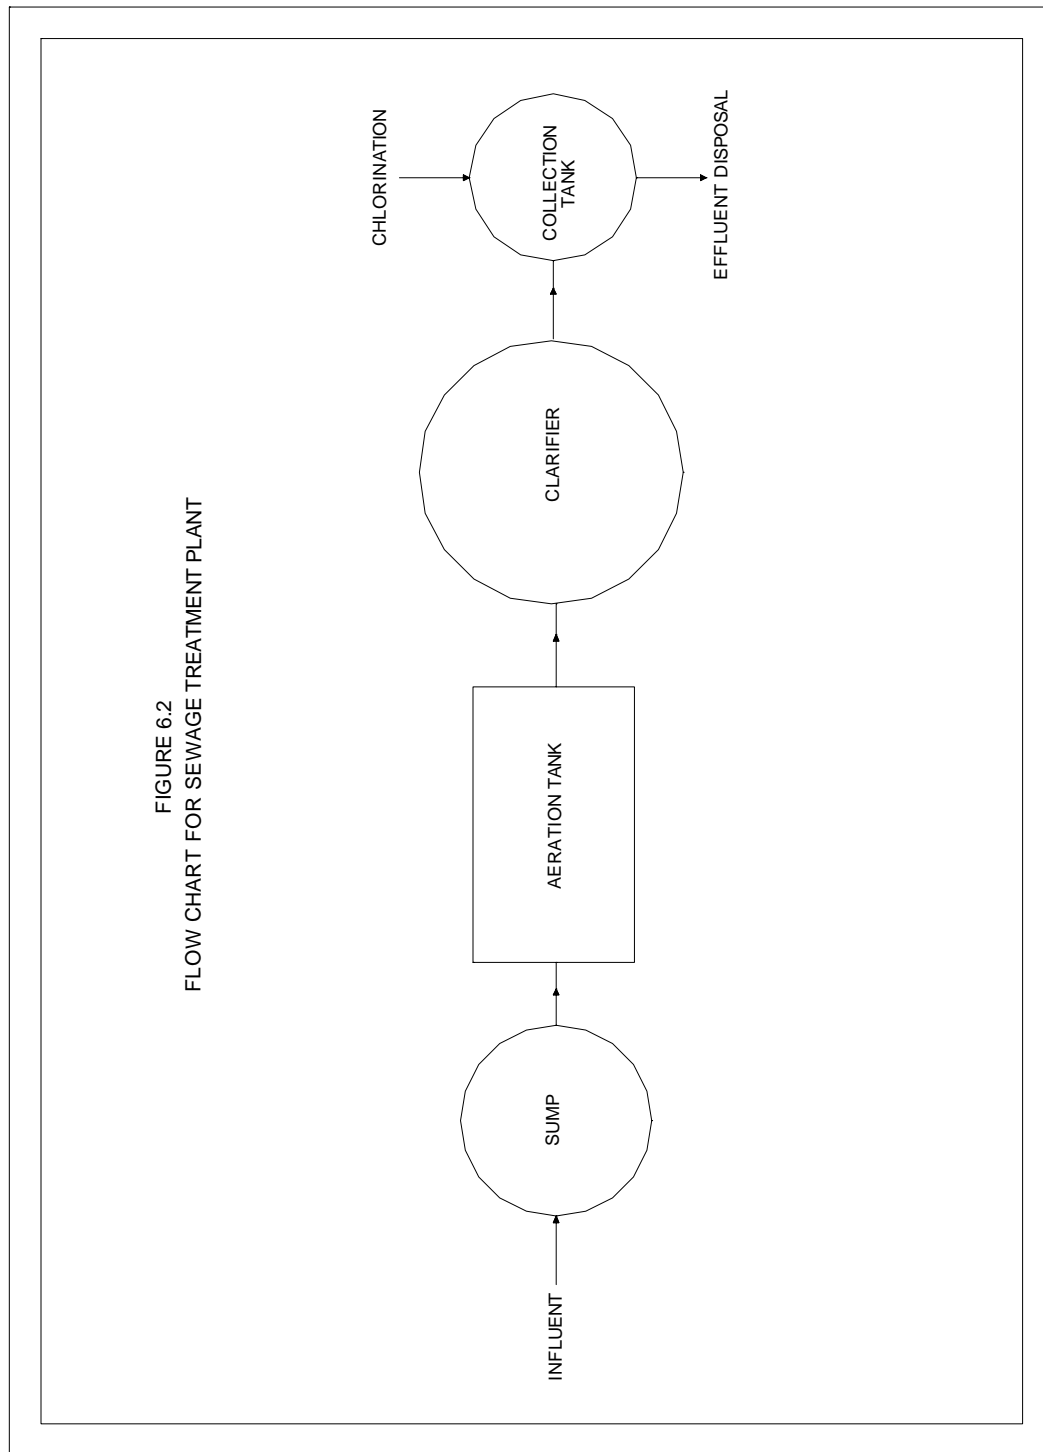 FIGURE 6.2
FLOW CHART FOR SEWAGE TREATMENT PLANT
INFLUENT
SUMP
AERATION TANK
CLARIFIER
CHLORINATION
COLLECTION
TANK
EFFLUENT DISPOSAL